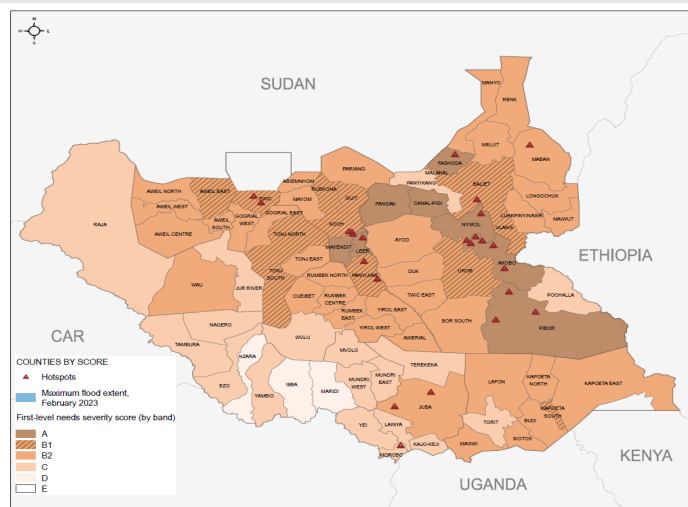 N
W
E
S
SUDAN
ETHIOPIA
CAR
KENYA
UGANDA
MANYO
RENK
MELUT
FASHODA
MABAN
MALAKAL
PANYIKANG
BALIET
LONGOCHUK
LUAKPINY/NASIR
MAIWUT
PARIANG
ABIEMNHOM
RUBKONA
GUIT
MAYOM
TWIC
AWEIL NORTH
AWEIL EAST
AWEIL WEST
GOGRIAL WEST
GOGRIAL EAST
AWEIL SOUTH
AWEIL CENTRE
RAJA
FANGAK
CANAL-PIGI
NYIROL
ULANG
KOCH
MAYENDIT
LEER
AYOD
TONJ NORTH
TONJ EAST
TONJ SOUTH
PANYIJIAR
DUK
UROR
AKOBO
WAU
JUR RIVER
RUMBEK NORTH
CUEIBET
RUMBEK CENTRE
RUMBEK EAST
YIROL EAST
YIROL WEST
TWIC EAST
POCHALLA
BOR SOUTH
PIBOR
AWERIAL
NAGERO
WULU
TAMBURA
NZARA
MVOLO
TEREKEKA
EZO
YAMBIO
IBBA
MARIDI
MUNDRI WEST
MUNDRI EAST
JUBA
LAFON
KAPOETA NORTH
KAPOETA EAST
KAPOETA SOUTH
BUDI
TORIT
IKOTOS
MAGWI
YEI
LAINYA
KAJO-KEJI
MOROBO
COUNTIES BY SCORE
Hotspots
Maximum flood extent,
February 2023
First-level needs severity score (by band)
A
B1
B2
C
D
E